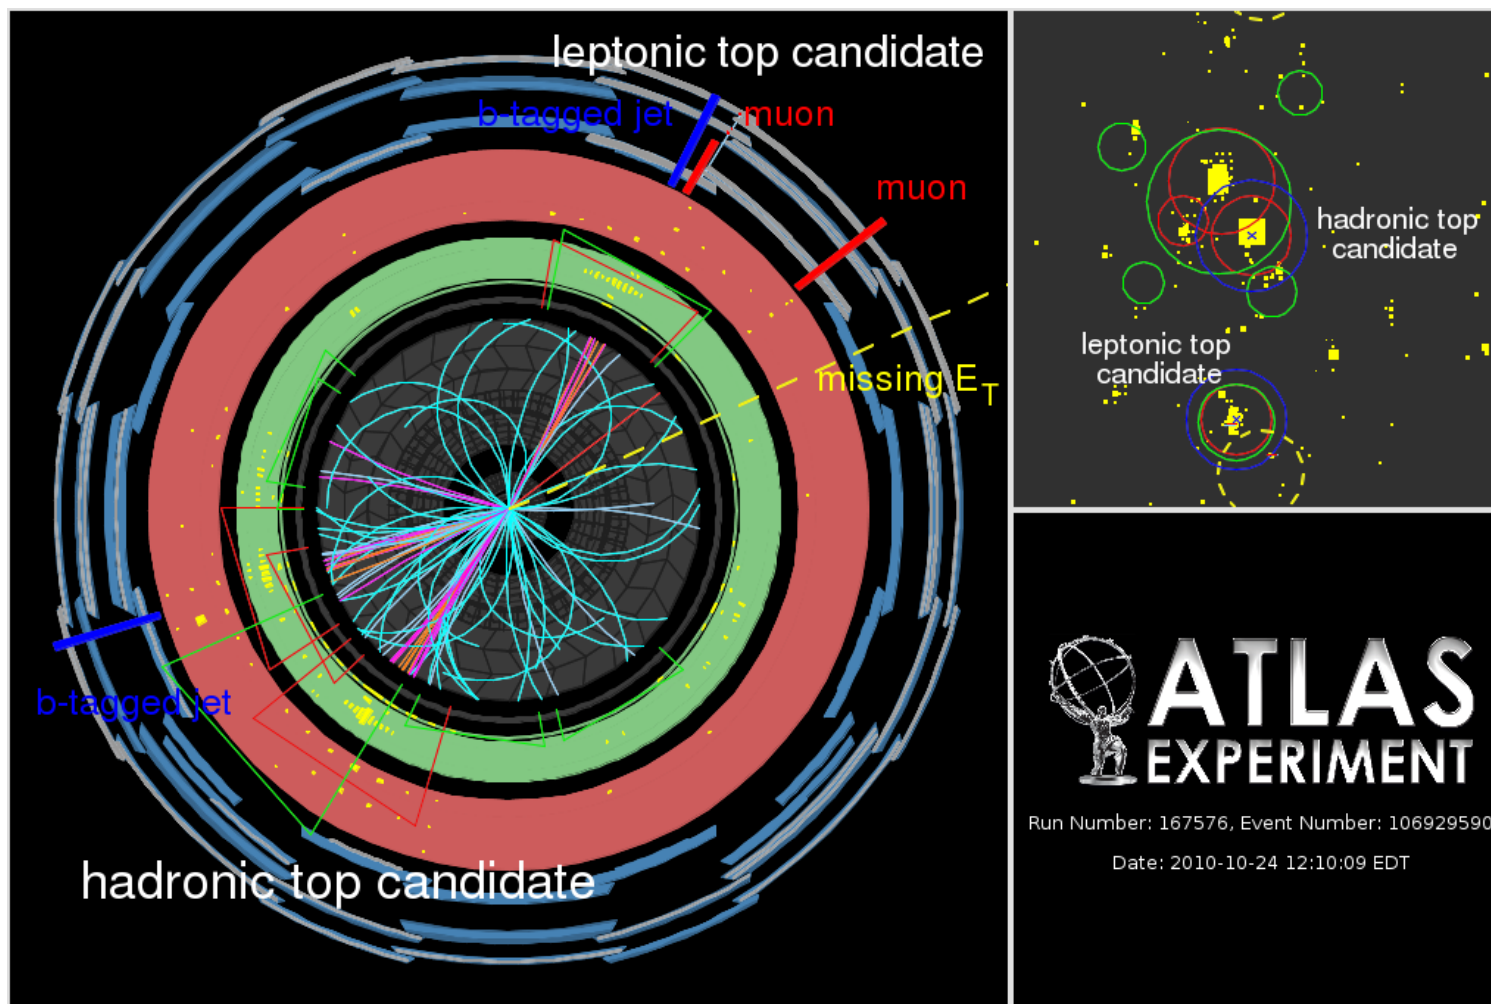 leptonic top candidate
b-tagged jet
muon
muon
missing E_T
b-tagged jet
hadronic top candidate
hadronic top
candidate
leptonic top
candidate
ATLAS
EXPERIMENT
Run Number: 167576, Event Number: 106929590
Date: 2010-10-24 12:10:09 EDT